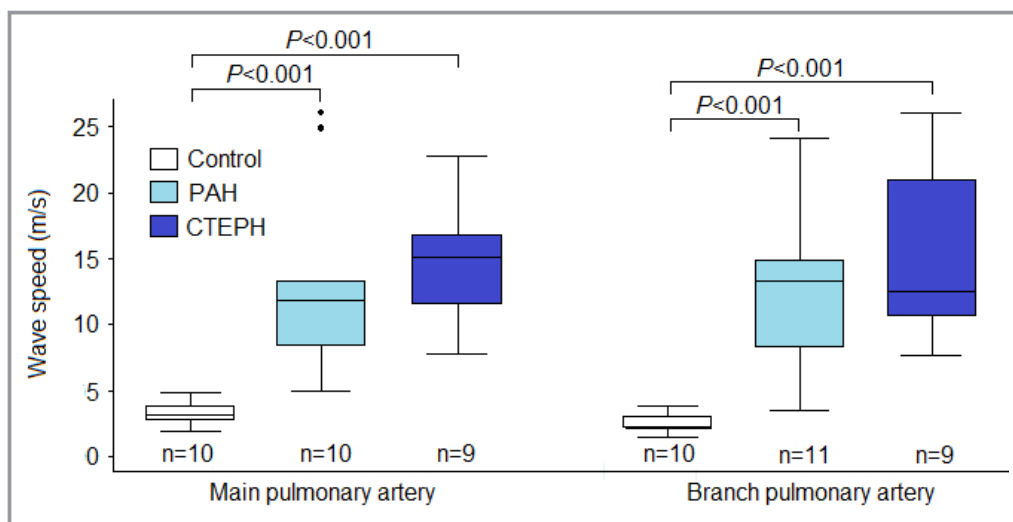 P<0.001
P<0.001
P<0.001
P<0.001
Wave speed (m/s)
25
20
15
10
5
0
Control
PAH
CTEPH
n=10 n=10 n=9 n=10 n=11 n=9
Main pulmonary artery Branch pulmonary artery